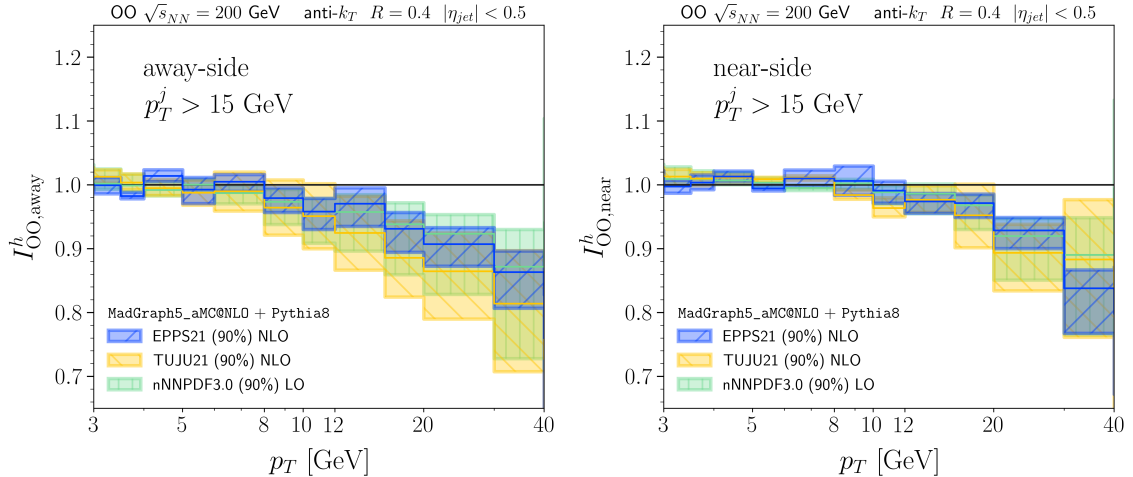 OO √s_NN = 200 GeV anti-k_T R = 0.4 |η_jet| < 0.5
away-side
p_T^j > 15 GeV
I^h_OO,away
1.2
1.1
1.0
0.9
0.8
0.7
MadGraph5_aMC@NLO + Pythia8
EPPS21 (90%) NLO
TUJU21 (90%) NLO
nNNPDF3.0 (90%) LO
3 5 8 10 12 20 40
p_T [GeV]
OO √s_NN = 200 GeV anti-k_T R = 0.4 |η_jet| < 0.5
near-side
p_T^j > 15 GeV
I^h_OO,near
1.2
1.1
1.0
0.9
0.8
0.7
MadGraph5_aMC@NLO + Pythia8
EPPS21 (90%) NLO
TUJU21 (90%) NLO
nNNPDF3.0 (90%) LO
3 5 8 10 12 20 40
p_T [GeV]